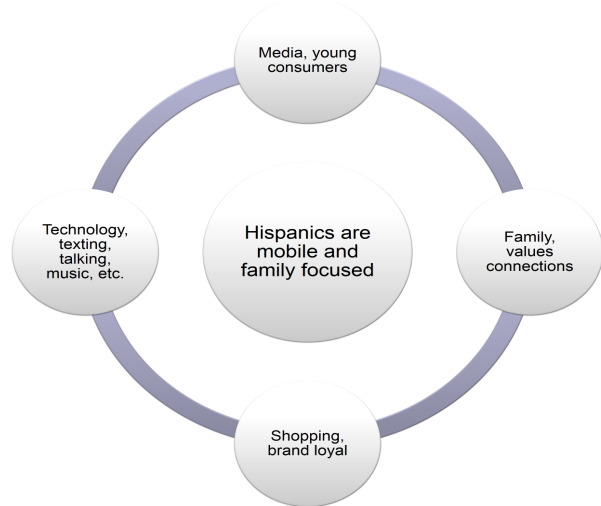 Media, young
consumers
Technology,
texting,
talking,
music, etc.
Hispanics are
mobile and
family focused
Family,
values
connections
Shopping,
brand loyal